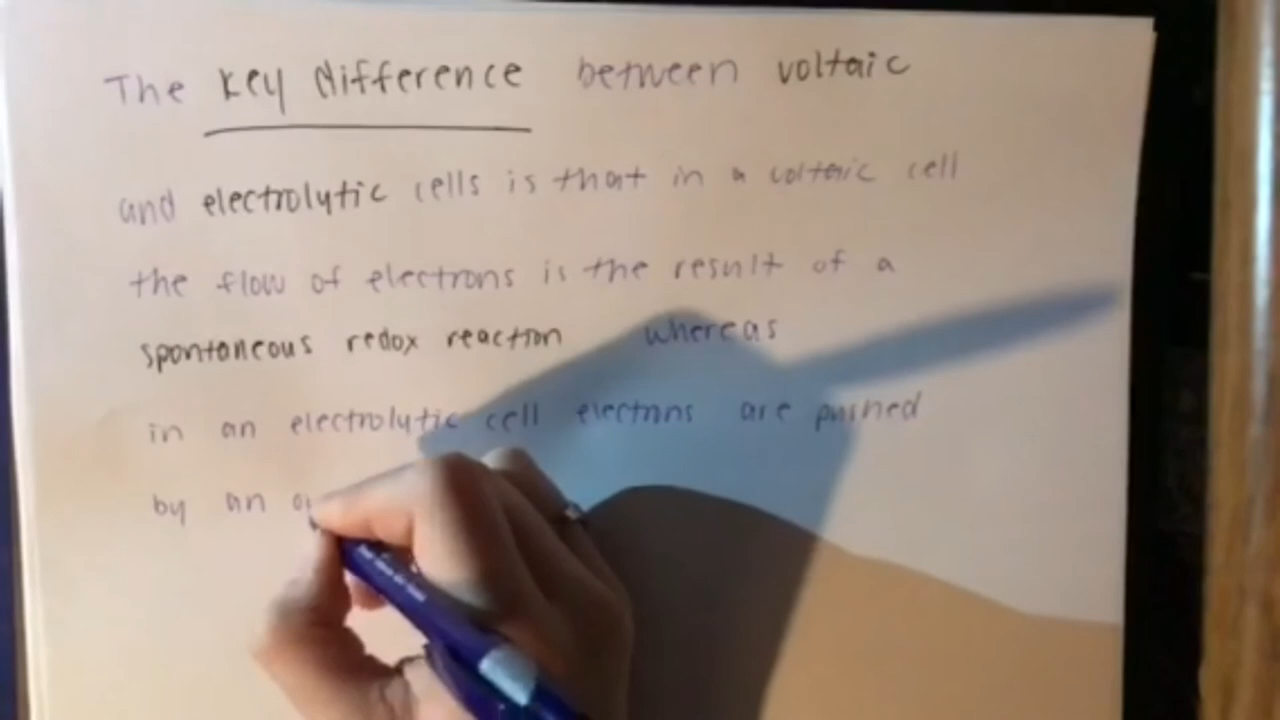 The key difference between voltaic
and electrolytic cells is that in a voltaic cell
the flow of electrons is the result of a
spontaneous redox reaction whereas
in an electrolytic cell electrons are pushed
by an